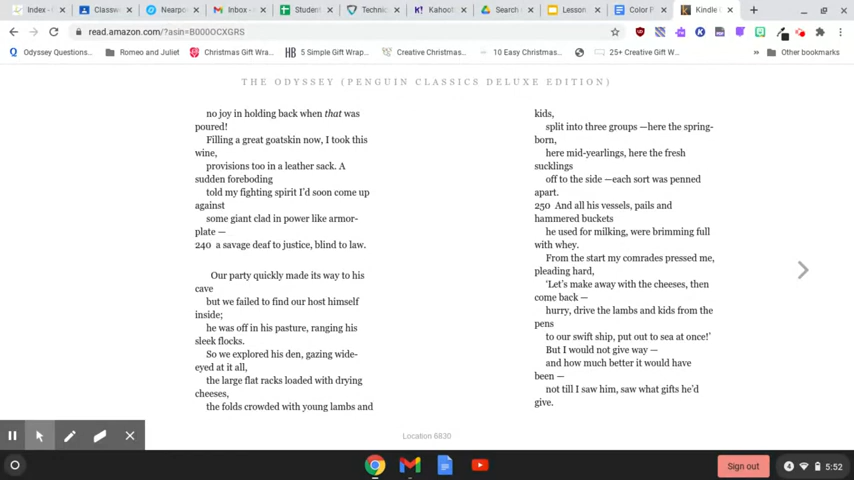 Index -
Classw
Nearpo
Inbox -
Student
Techni
Kahoot
Search
Lesson
Color P
Kindle
read.amazon.com/?asin=B000OCXGRS
Odyssey Questions...
Romeo and Juliet
Christmas Gift Wra...
5 Simple Gift Wrap...
Creative Christmas...
10 Easy Christmas...
25+ Creative Gift W...
»
Other bookmarks
THE ODYSSEY (PENGUIN CLASSICS DELUXE EDITION)
no joy in holding back when that was
poured!
Filling a great goatskin now, I took this
wine,
provisions too in a leather sack. A
sudden foreboding
told my fighting spirit I'd soon come up
against
some giant clad in power like armor-
plate —
240 a savage deaf to justice, blind to law.
Our party quickly made its way to his
cave
but we failed to find our host himself
inside;
he was off in his pasture, ranging his
sleek flocks.
So we explored his den, gazing wide-
eyed at it all,
the large flat racks loaded with drying
cheeses,
the folds crowded with young lambs and
kids,
split into three groups —here the spring-
born,
here mid-yearlings, here the fresh
sucklings
off to the side —each sort was penned
apart.
250 And all his vessels, pails and
hammered buckets
he used for milking, were brimming full
with whey.
From the start my comrades pressed me,
pleading hard,
'Let's make away with the cheeses, then
come back —
hurry, drive the lambs and kids from the
pens
to our swift ship, put out to sea at once!'
But I would not give way —
and how much better it would have
been —
not till I saw him, saw what gifts he'd
give.
Location 6830
Sign out
4
5:52